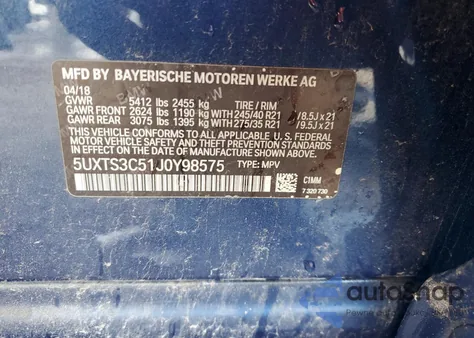 MFD BY BAYERISCHE MOTOREN WERKE AG
04/18
GVWR 5412 lbs 2455 kg TIRE / RIM
GAWR FRONT 2624 lbs 1190 kg WITH 245/40 R21 /8.5J x 21
GAWR REAR 3075 lbs 1395 kg WITH 275/35 R21 /9.5J x 21
THIS VEHICLE CONFORMS TO ALL APPLICABLE U. S. FEDERAL
MOTOR VEHICLE SAFETY AND THEFT PREVENTION STANDARDS
IN EFFECT ON THE DATE OF MANUFACTURE SHOWN ABOVE.
5UXTS3C51J0Y98575 TYPE: MPV
C1MM
7 320 730
autoSnap
Powered by AutoBidMaster